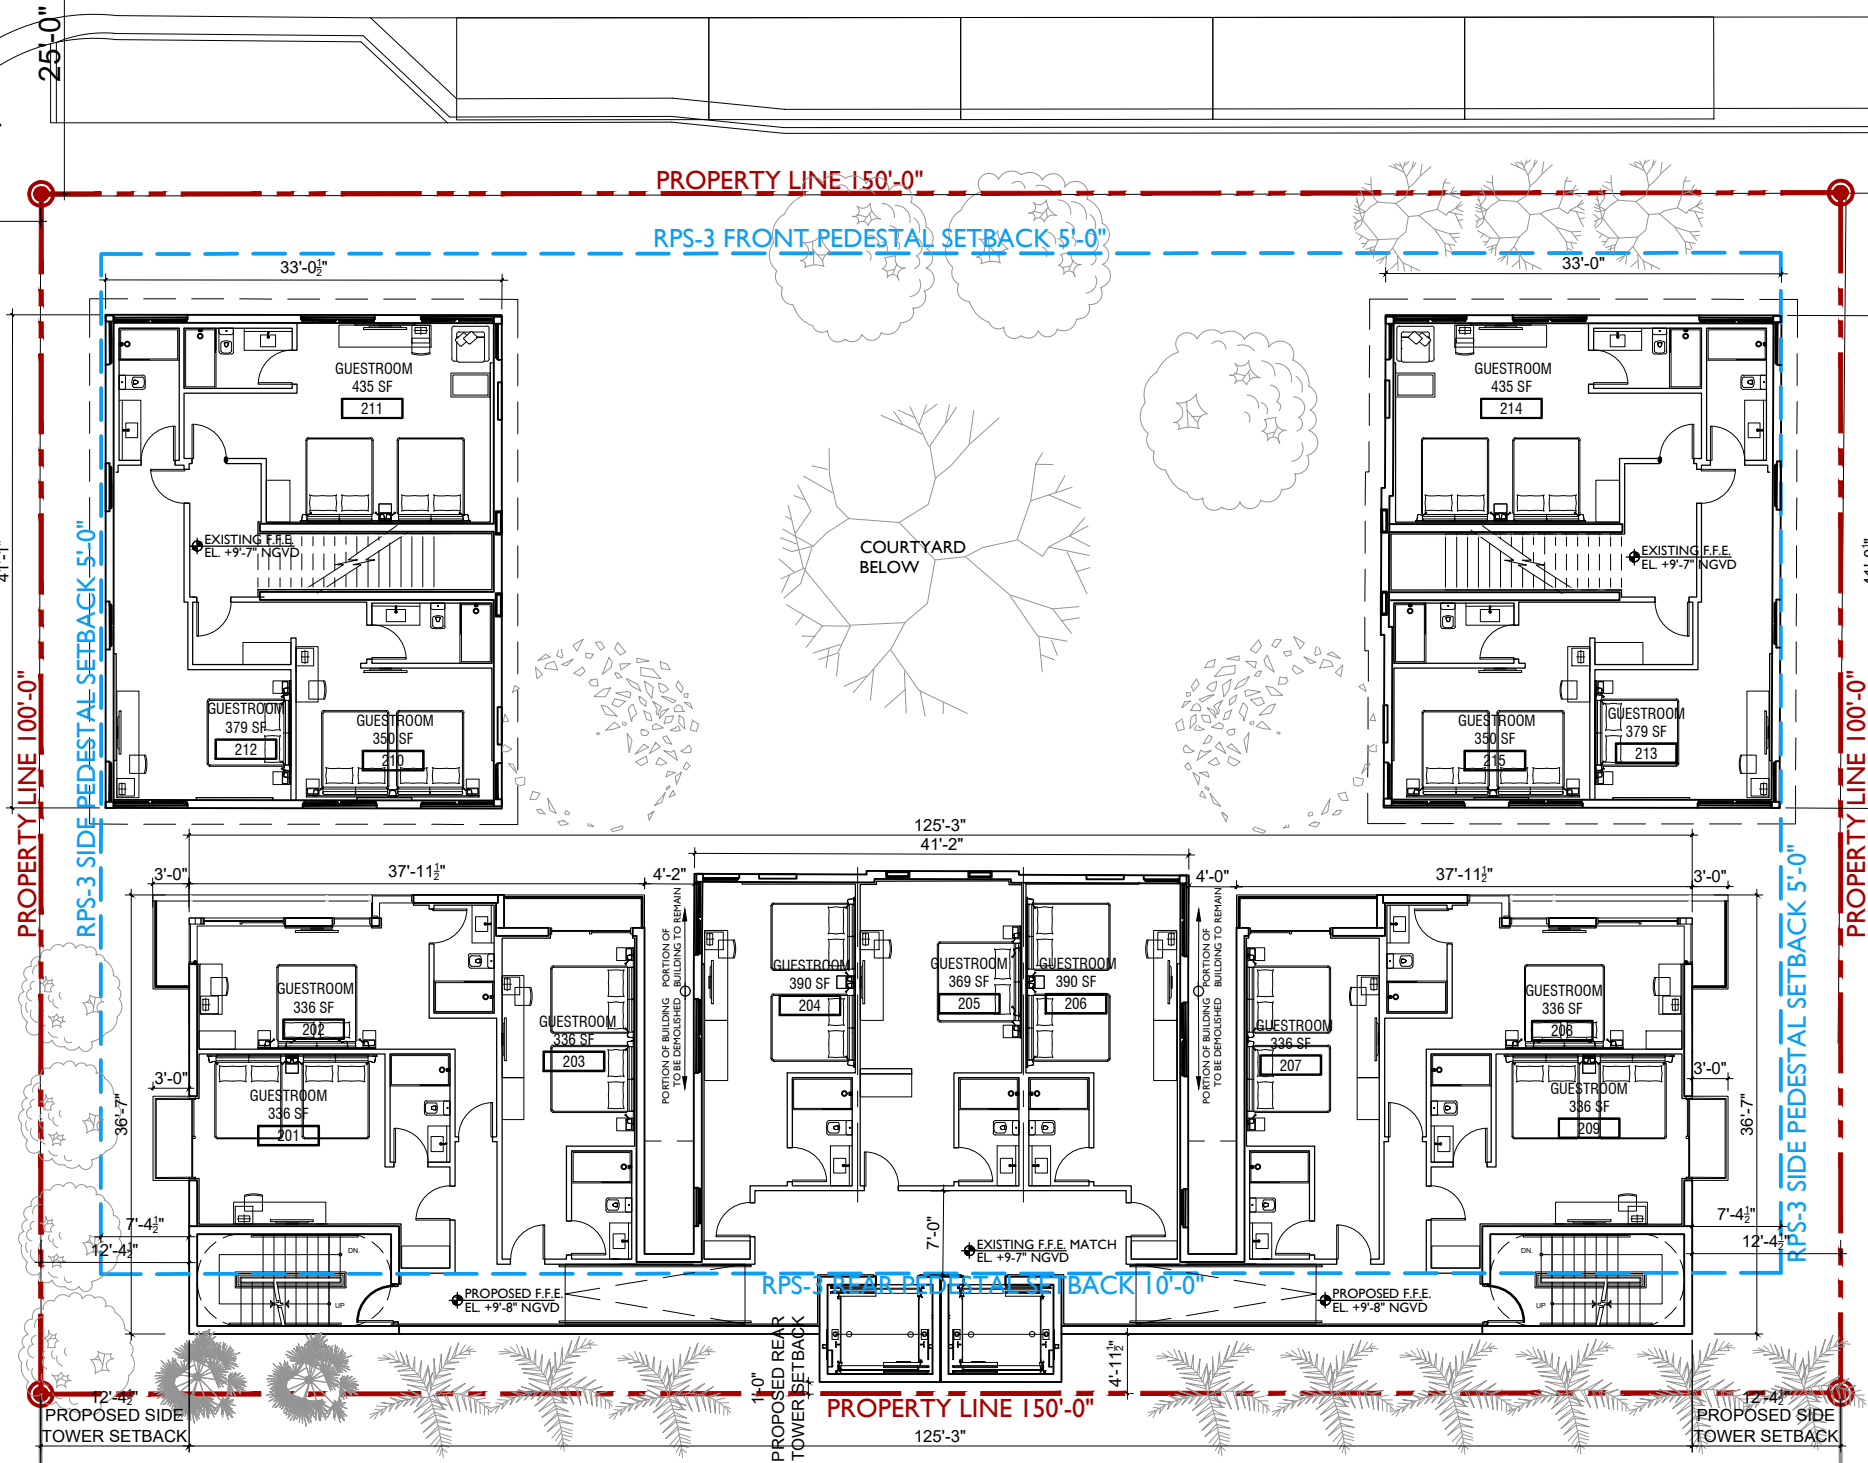 25'-0"
PROPERTY LINE 150'-0"
RPS-3 FRONT PEDESTAL SETBACK 5'-0"
33'-0½"
33'-0"
GUESTROOM
435 SF
211
GUESTROOM
435 SF
214
EXISTING F.F.E.
EL. +9'-7" NGVD
COURTYARD
BELOW
EXISTING F.F.E.
EL. +9'-7" NGVD
41'-1"
PROPERTY LINE 100'-0"
RPS-3 SIDE PEDESTAL SETBACK 5'-0"
GUESTROOM
379 SF
212
GUESTROOM
350 SF
210
GUESTROOM
350 SF
215
GUESTROOM
379 SF
213
PROPERTY LINE 100'-0"
RPS-3 SIDE PEDESTAL SETBACK 5'-0"
125'-3"
41'-2"
3'-0"
37'-11½"
4'-2"
4'-0"
37'-11½"
3'-0"
PORTION OF BUILDING
TO BE DEMOLISHED
PORTION OF
BUILDING TO REMAIN
PORTION OF BUILDING
TO BE DEMOLISHED
PORTION OF
BUILDING TO REMAIN
GUESTROOM
336 SF
202
GUESTROOM
336 SF
203
GUESTROOM
390 SF
204
GUESTROOM
369 SF
205
GUESTROOM
390 SF
206
GUESTROOM
336 SF
207
GUESTROOM
336 SF
208
3'-0"
36'-7"
GUESTROOM
336 SF
201
GUESTROOM
336 SF
209
3'-0"
36'-7"
7'-4½"
12'-4½"
7'-0"
7'-4½"
12'-4½"
DN.
UP
EXISTING F.F.E. MATCH
EL. +9-7" NGVD
DN.
UP
RPS-3 REAR PEDESTAL SETBACK 10'-0"
PROPOSED F.F.E.
EL. +9'-8" NGVD
PROPOSED F.F.E.
EL. +9'-8" NGVD
1'-0"
PROPOSED REAR
TOWER SETBACK
4'-11½"
12'-4½"
PROPOSED SIDE
TOWER SETBACK
PROPERTY LINE 150'-0"
125'-3"
12'-4½"
PROPOSED SIDE
TOWER SETBACK